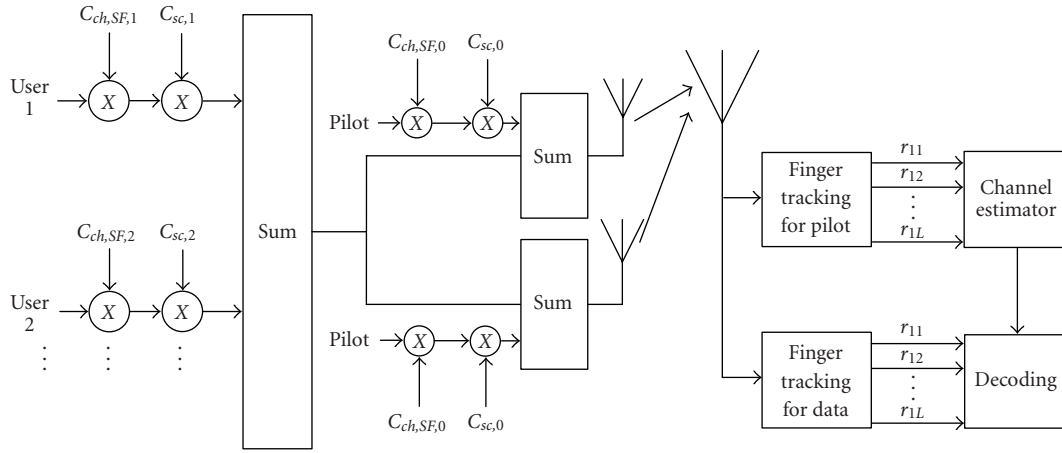 C_{ch,SF,1}
C_{sc,1}
User
1
X
X
C_{ch,SF,2}
C_{sc,2}
User
2
X
X
⋮
⋮
⋮
Sum
C_{ch,SF,0}
C_{sc,0}
Pilot
X
X
Sum
Sum
Pilot
X
X
C_{ch,SF,0}
C_{sc,0}
Finger
tracking
for pilot
r_{11}
r_{12}
⋮
r_{1L}
Channel
estimator
Finger
tracking
for data
r_{11}
r_{12}
⋮
r_{1L}
Decoding